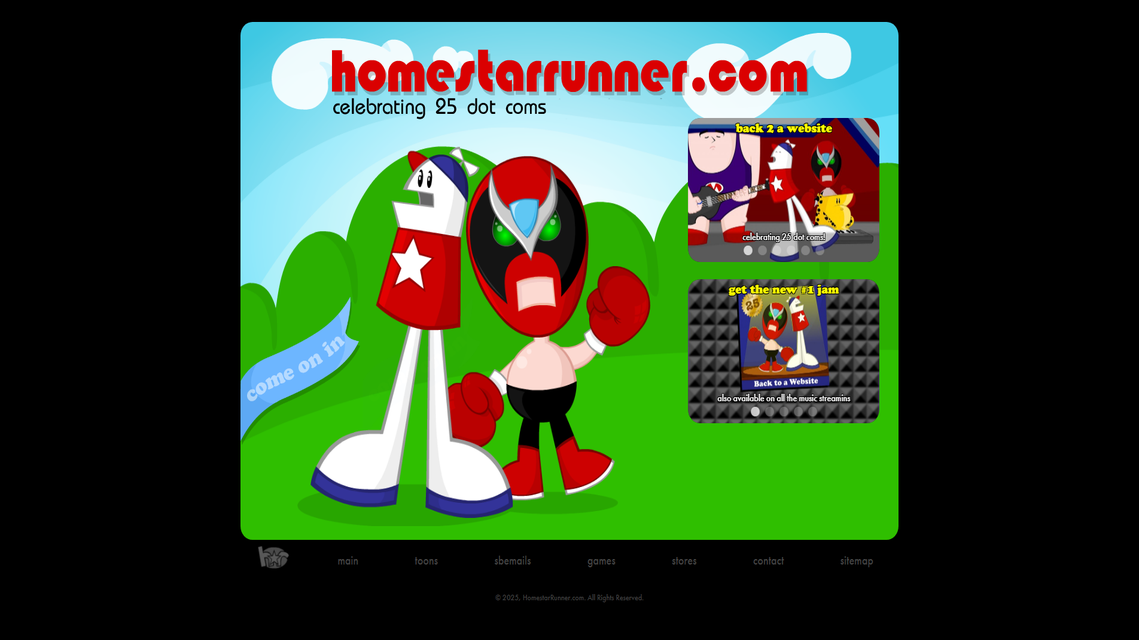 homestarrunner.com
celebrating 25 dot coms
back 2 a website
celebrating 25 dot coms!
get the new #1 jam
25
Back to a Website
also available on all the music streamins
come on in
main toons sbemails games stores contact sitemap
© 2025, HomestarRunner.com. All Rights Reserved.